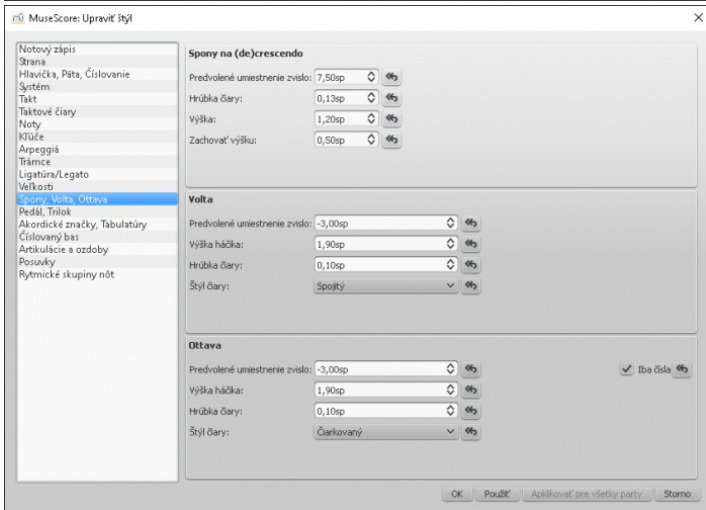 MuseScore: Upraviť štýl
Notový zápis
Strana
Hlavička, Päta, Číslovanie
Systém
Takt
Taktové čiary
Noty
Kľúče
Arpeggiá
Trámce
Ligatúra/Legato
Veľkosti
Spony, Volta, Ottava
Pedál, Trilok
Akordické značky, Tabulatúry
Číslovaný bas
Artikulácie a ozdoby
Posuvky
Rytmické skupiny nôt
Spony na (de)crescendo
Predvolené umiestnenie zvislo: 7,50sp
Hrúbka čiary: 0,13sp
Výška: 1,20sp
Zachovať výšku: 0,50sp
Volta
Predvolené umiestnenie zvislo: -3,00sp
Výška háčika: 1,90sp
Hrúbka čiary: 0,10sp
Štýl čiary: Spojitý
Ottava
Predvolené umiestnenie zvislo: -3,00sp Iba čísla
Výška háčika: 1,90sp
Hrúbka čiary: 0,10sp
Štýl čiary: Čiarkovaný
OK Použiť Aplikovať pre všetky party Storno